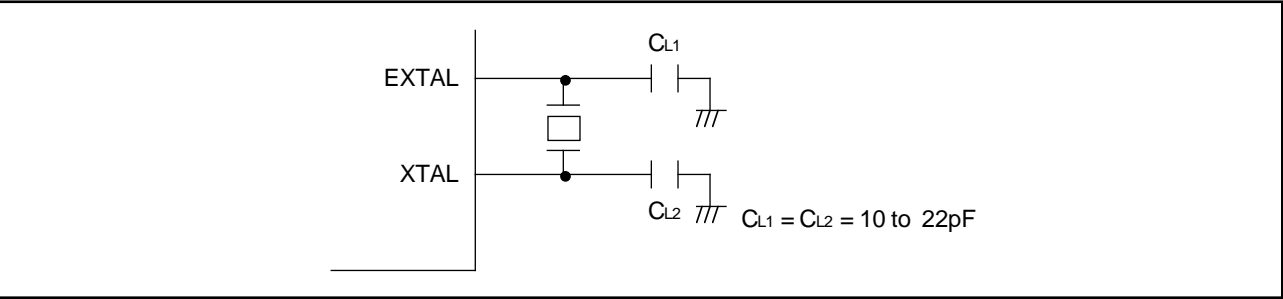 CL1
EXTAL
XTAL
CL2
CL1 = CL2 = 10 to 22pF